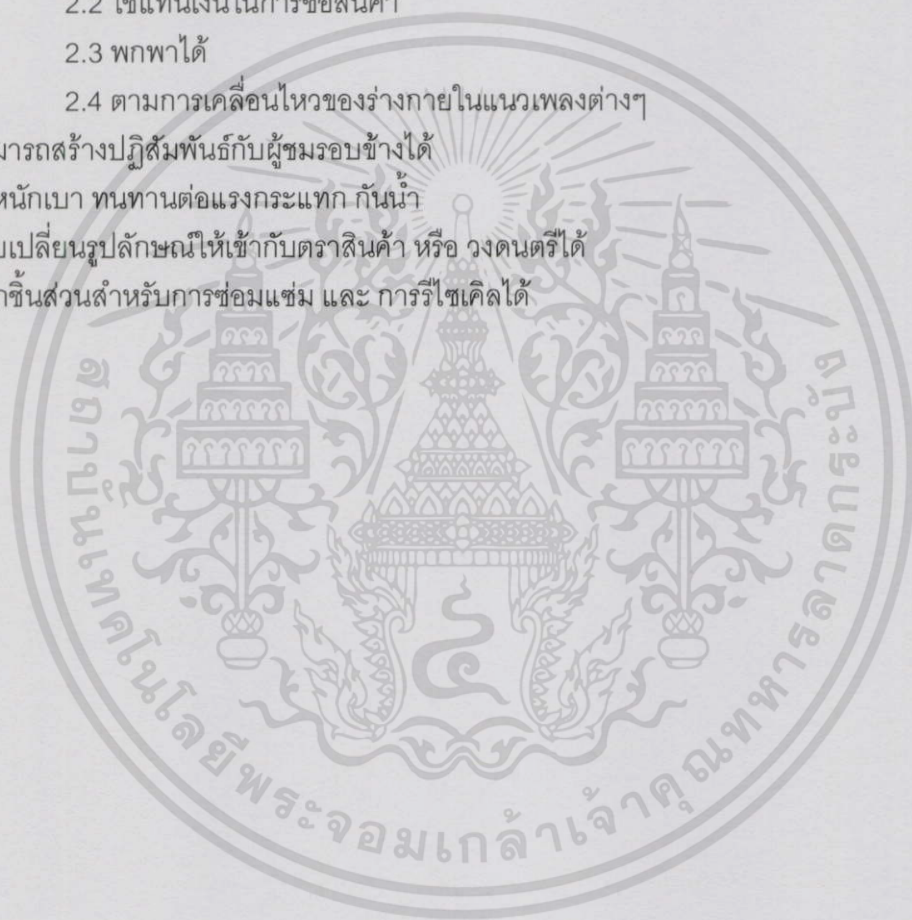 2.2 ใช้แทนเงินในการซื้อสินค้า
2.3 พกพาได้
2.4 ตามการเคลื่อนไหวของร่างกายในแนวเพลงต่างๆ
มารถสร้างปฏิสัมพันธ์กับผู้ชมรอบข้างได้
หนักเบา ทนทานต่อแรงกระแทก กันน้ำ
บเปลี่ยนรูปลักษณ์ให้เข้ากับตราสินค้า หรือ วงดนตรีได้
าชิ้นส่วนสำหรับการซ่อมแซ่ม และ การรีไซเคิลได้
สถาบันเทคโนโลยีพระจอมเกล้าเจ้าคุณทหารลาดกระบัง